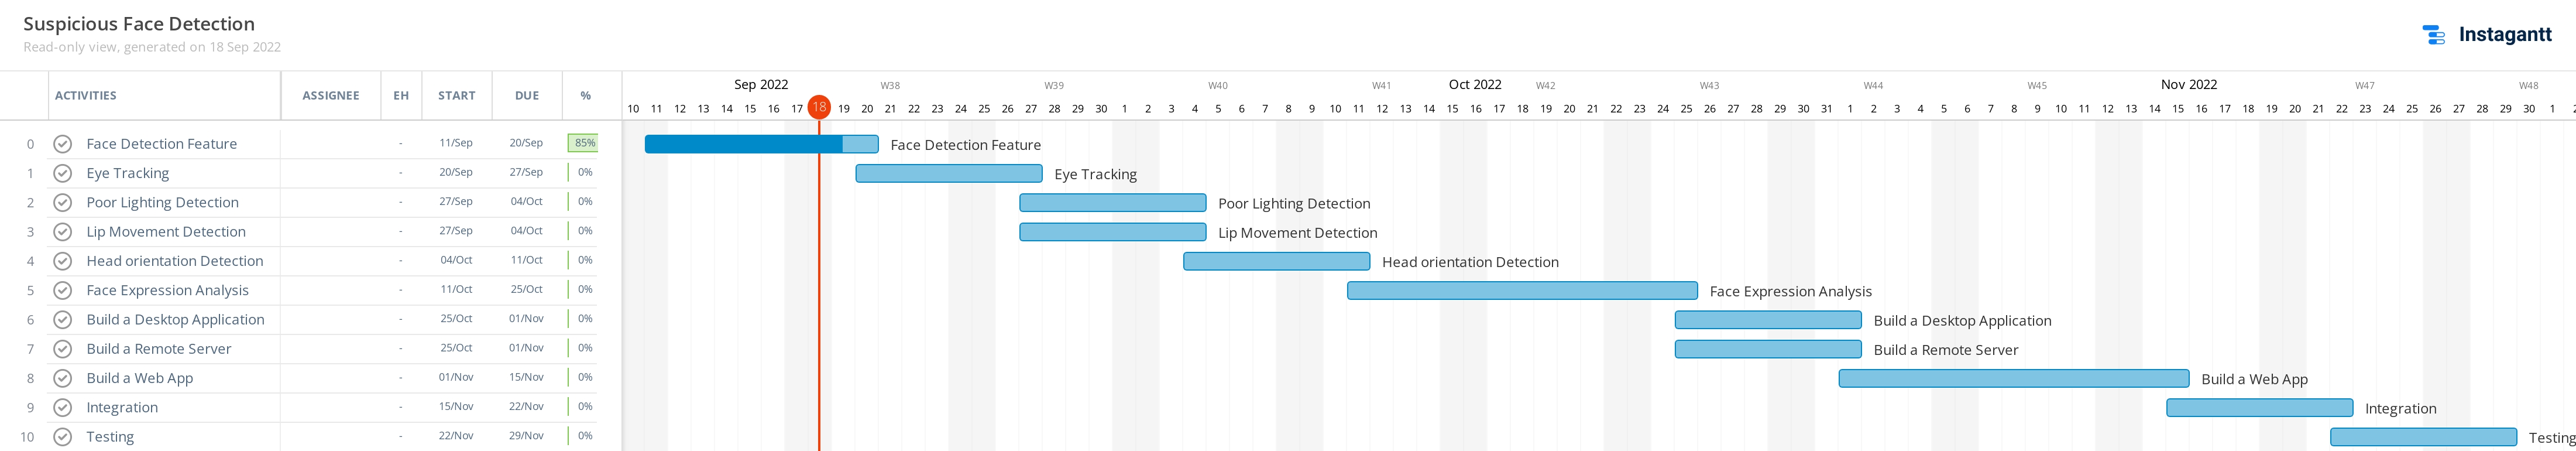 Suspicious Face Detection
Read-only view, generated on 18 Sep 2022
Instagantt
ACTIVITIES ASSIGNEE EH START DUE %
Sep 2022 W38 W39 W40 W41 Oct 2022 W42 W43 W44 W45 Nov 2022 W47 W48
10 11 12 13 14 15 16 17 18 19 20 21 22 23 24 25 26 27 28 29 30 1 2 3 4 5 6 7 8 9 10 11 12 13 14 15 16 17 18 19 20 21 22 23 24 25 26 27 28 29 30 31 1 2 3 4 5 6 7 8 9 10 11 12 13 14 15 16 17 18 19 20 21 22 23 24 25 26 27 28 29 30 1 2
0 Face Detection Feature - 11/Sep 20/Sep 85% Face Detection Feature
1 Eye Tracking - 20/Sep 27/Sep 0% Eye Tracking
2 Poor Lighting Detection - 27/Sep 04/Oct 0% Poor Lighting Detection
3 Lip Movement Detection - 27/Sep 04/Oct 0% Lip Movement Detection
4 Head orientation Detection - 04/Oct 11/Oct 0% Head orientation Detection
5 Face Expression Analysis - 11/Oct 25/Oct 0% Face Expression Analysis
6 Build a Desktop Application - 25/Oct 01/Nov 0% Build a Desktop Application
7 Build a Remote Server - 25/Oct 01/Nov 0% Build a Remote Server
8 Build a Web App - 01/Nov 15/Nov 0% Build a Web App
9 Integration - 15/Nov 22/Nov 0% Integration
10 Testing - 22/Nov 29/Nov 0% Testing